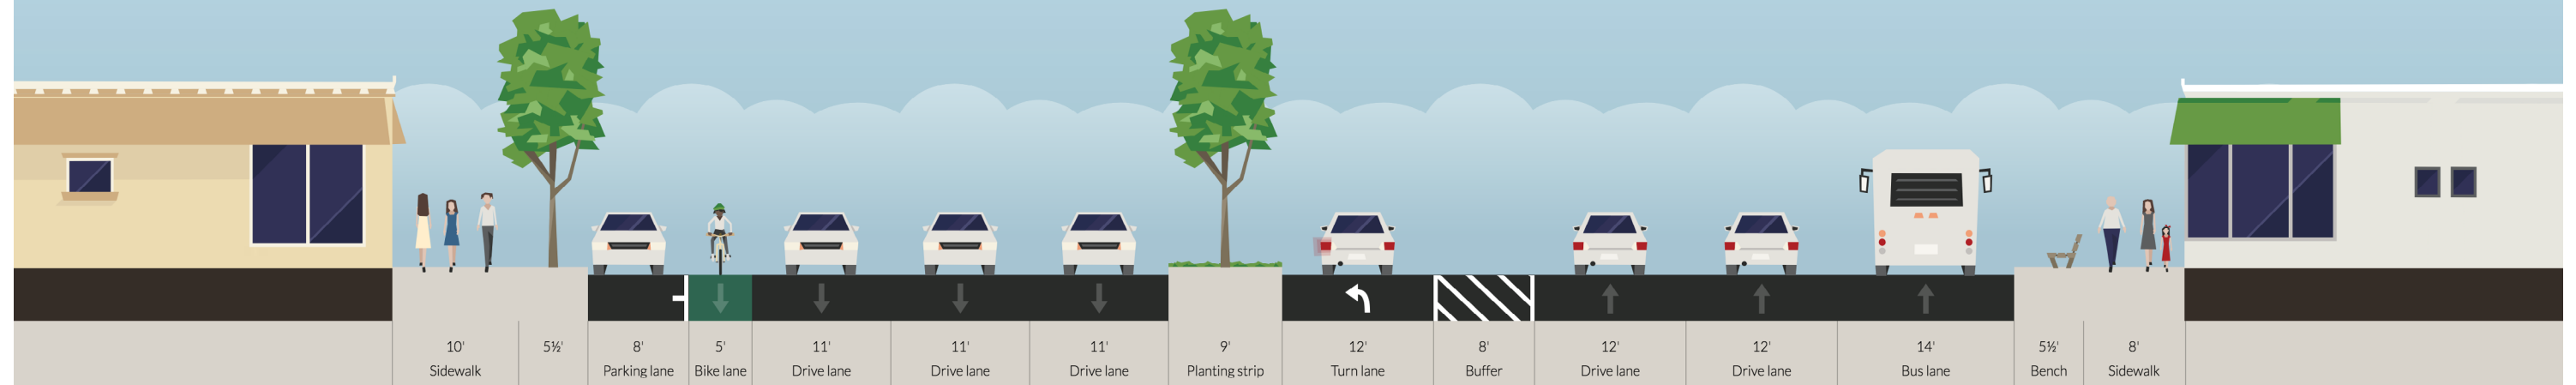 10'
Sidewalk
5½'
8'
Parking lane
5'
Bike lane
11'
Drive lane
11'
Drive lane
11'
Drive lane
9'
Planting strip
12'
Turn lane
8'
Buffer
12'
Drive lane
12'
Drive lane
14'
Bus lane
5½'
Bench
8'
Sidewalk